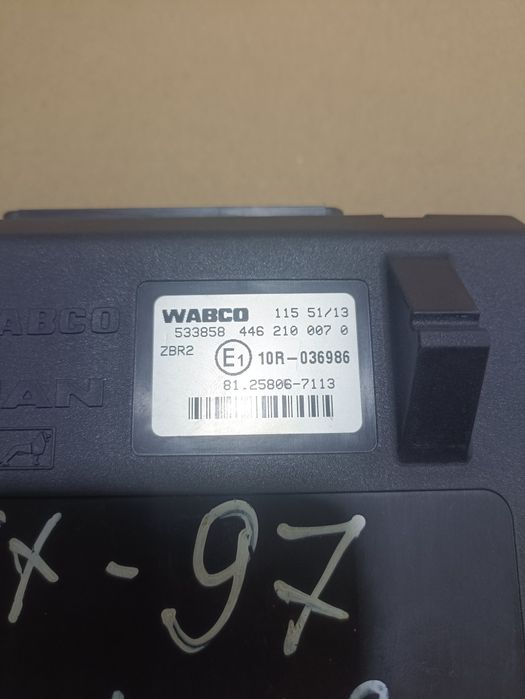 WABCO 115 51/13
533858 446 210 007 0
ZBR2 E1 10R-036986
81.25806-7113
ABCO
AN
x-97